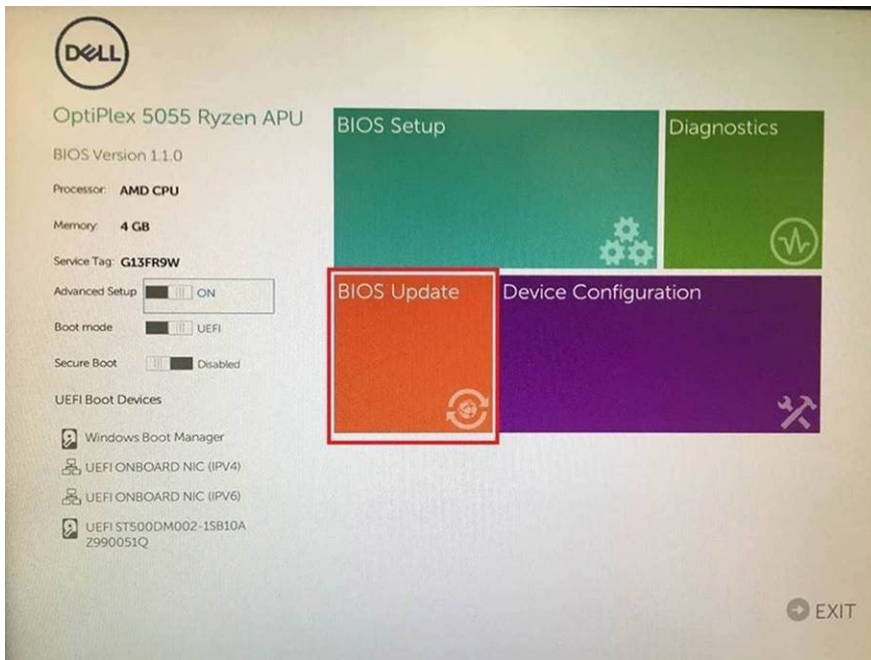 DELL
OptiPlex 5055 Ryzen APU
BIOS Version 1.1.0
Processor: AMD CPU
Memory: 4 GB
Service Tag: G13FR9W
Advanced Setup ON
Boot mode UEFI
Secure Boot Disabled
UEFI Boot Devices
Windows Boot Manager
UEFI ONBOARD NIC (IPV4)
UEFI ONBOARD NIC (IPV6)
UEFI ST500DM002-1SB10A
Z990051Q
BIOS Setup
Diagnostics
BIOS Update
Device Configuration
EXIT